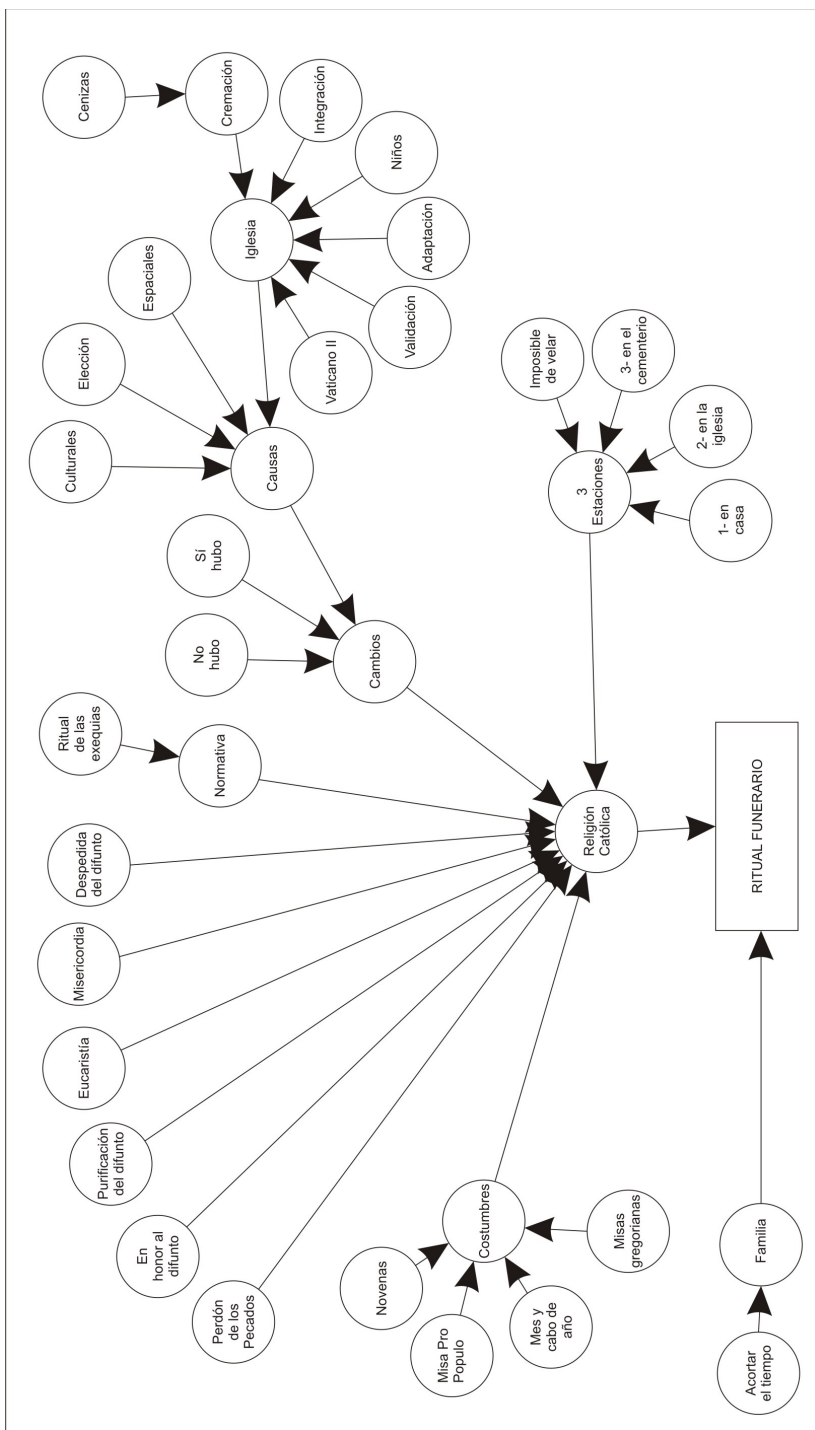 Cenizas
Cremación
Integración
Niños
Adaptación
Validación
Vaticano II
Iglesia
Espaciales
Elección
Culturales
Causas
Sí
hubo
No
hubo
Cambios
Imposible
de velar
3- en el
cementerio
2- en la
iglesia
1- en
casa
3
Estaciones
Ritual
de las
exequias
Normativa
Despedida
del difunto
Misericordia
Eucaristía
Purificación
del difunto
En
honor al
difunto
Perdón
de los
Pecados
Religión
Católica
Novenas
Misa Pro
Populo
Mes y
cabo de
año
Misas
gregorianas
Costumbres
RITUAL FUNERARIO
Familia
Acortar
el tiempo